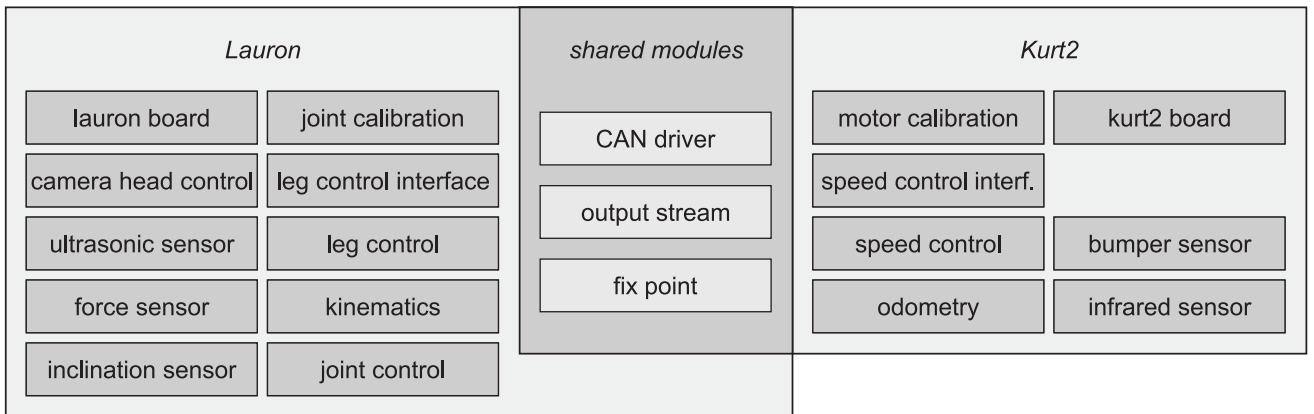 Lauron
lauron board
joint calibration
camera head control
leg control interface
ultrasonic sensor
leg control
force sensor
kinematics
inclination sensor
joint control
shared modules
CAN driver
output stream
fix point
Kurt2
motor calibration
kurt2 board
speed control interf.
speed control
bumper sensor
odometry
infrared sensor